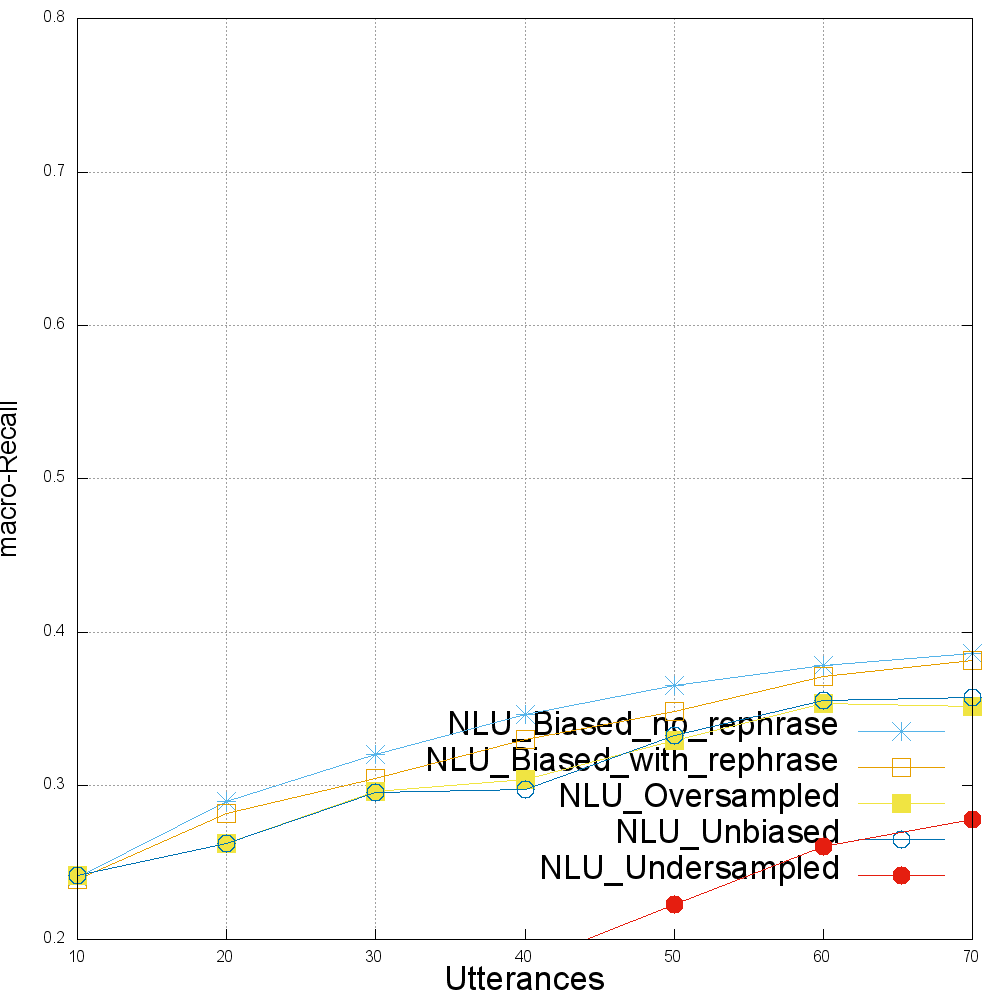 0.8
0.7
0.6
0.5
0.4
0.3
0.2
macro-Recall
NLU_Biased_no_rephrase
NLU_Biased_with_rephrase
NLU_Oversampled
NLU_Unbiased
NLU_Undersampled
10 20 30 40 50 60 70
Utterances